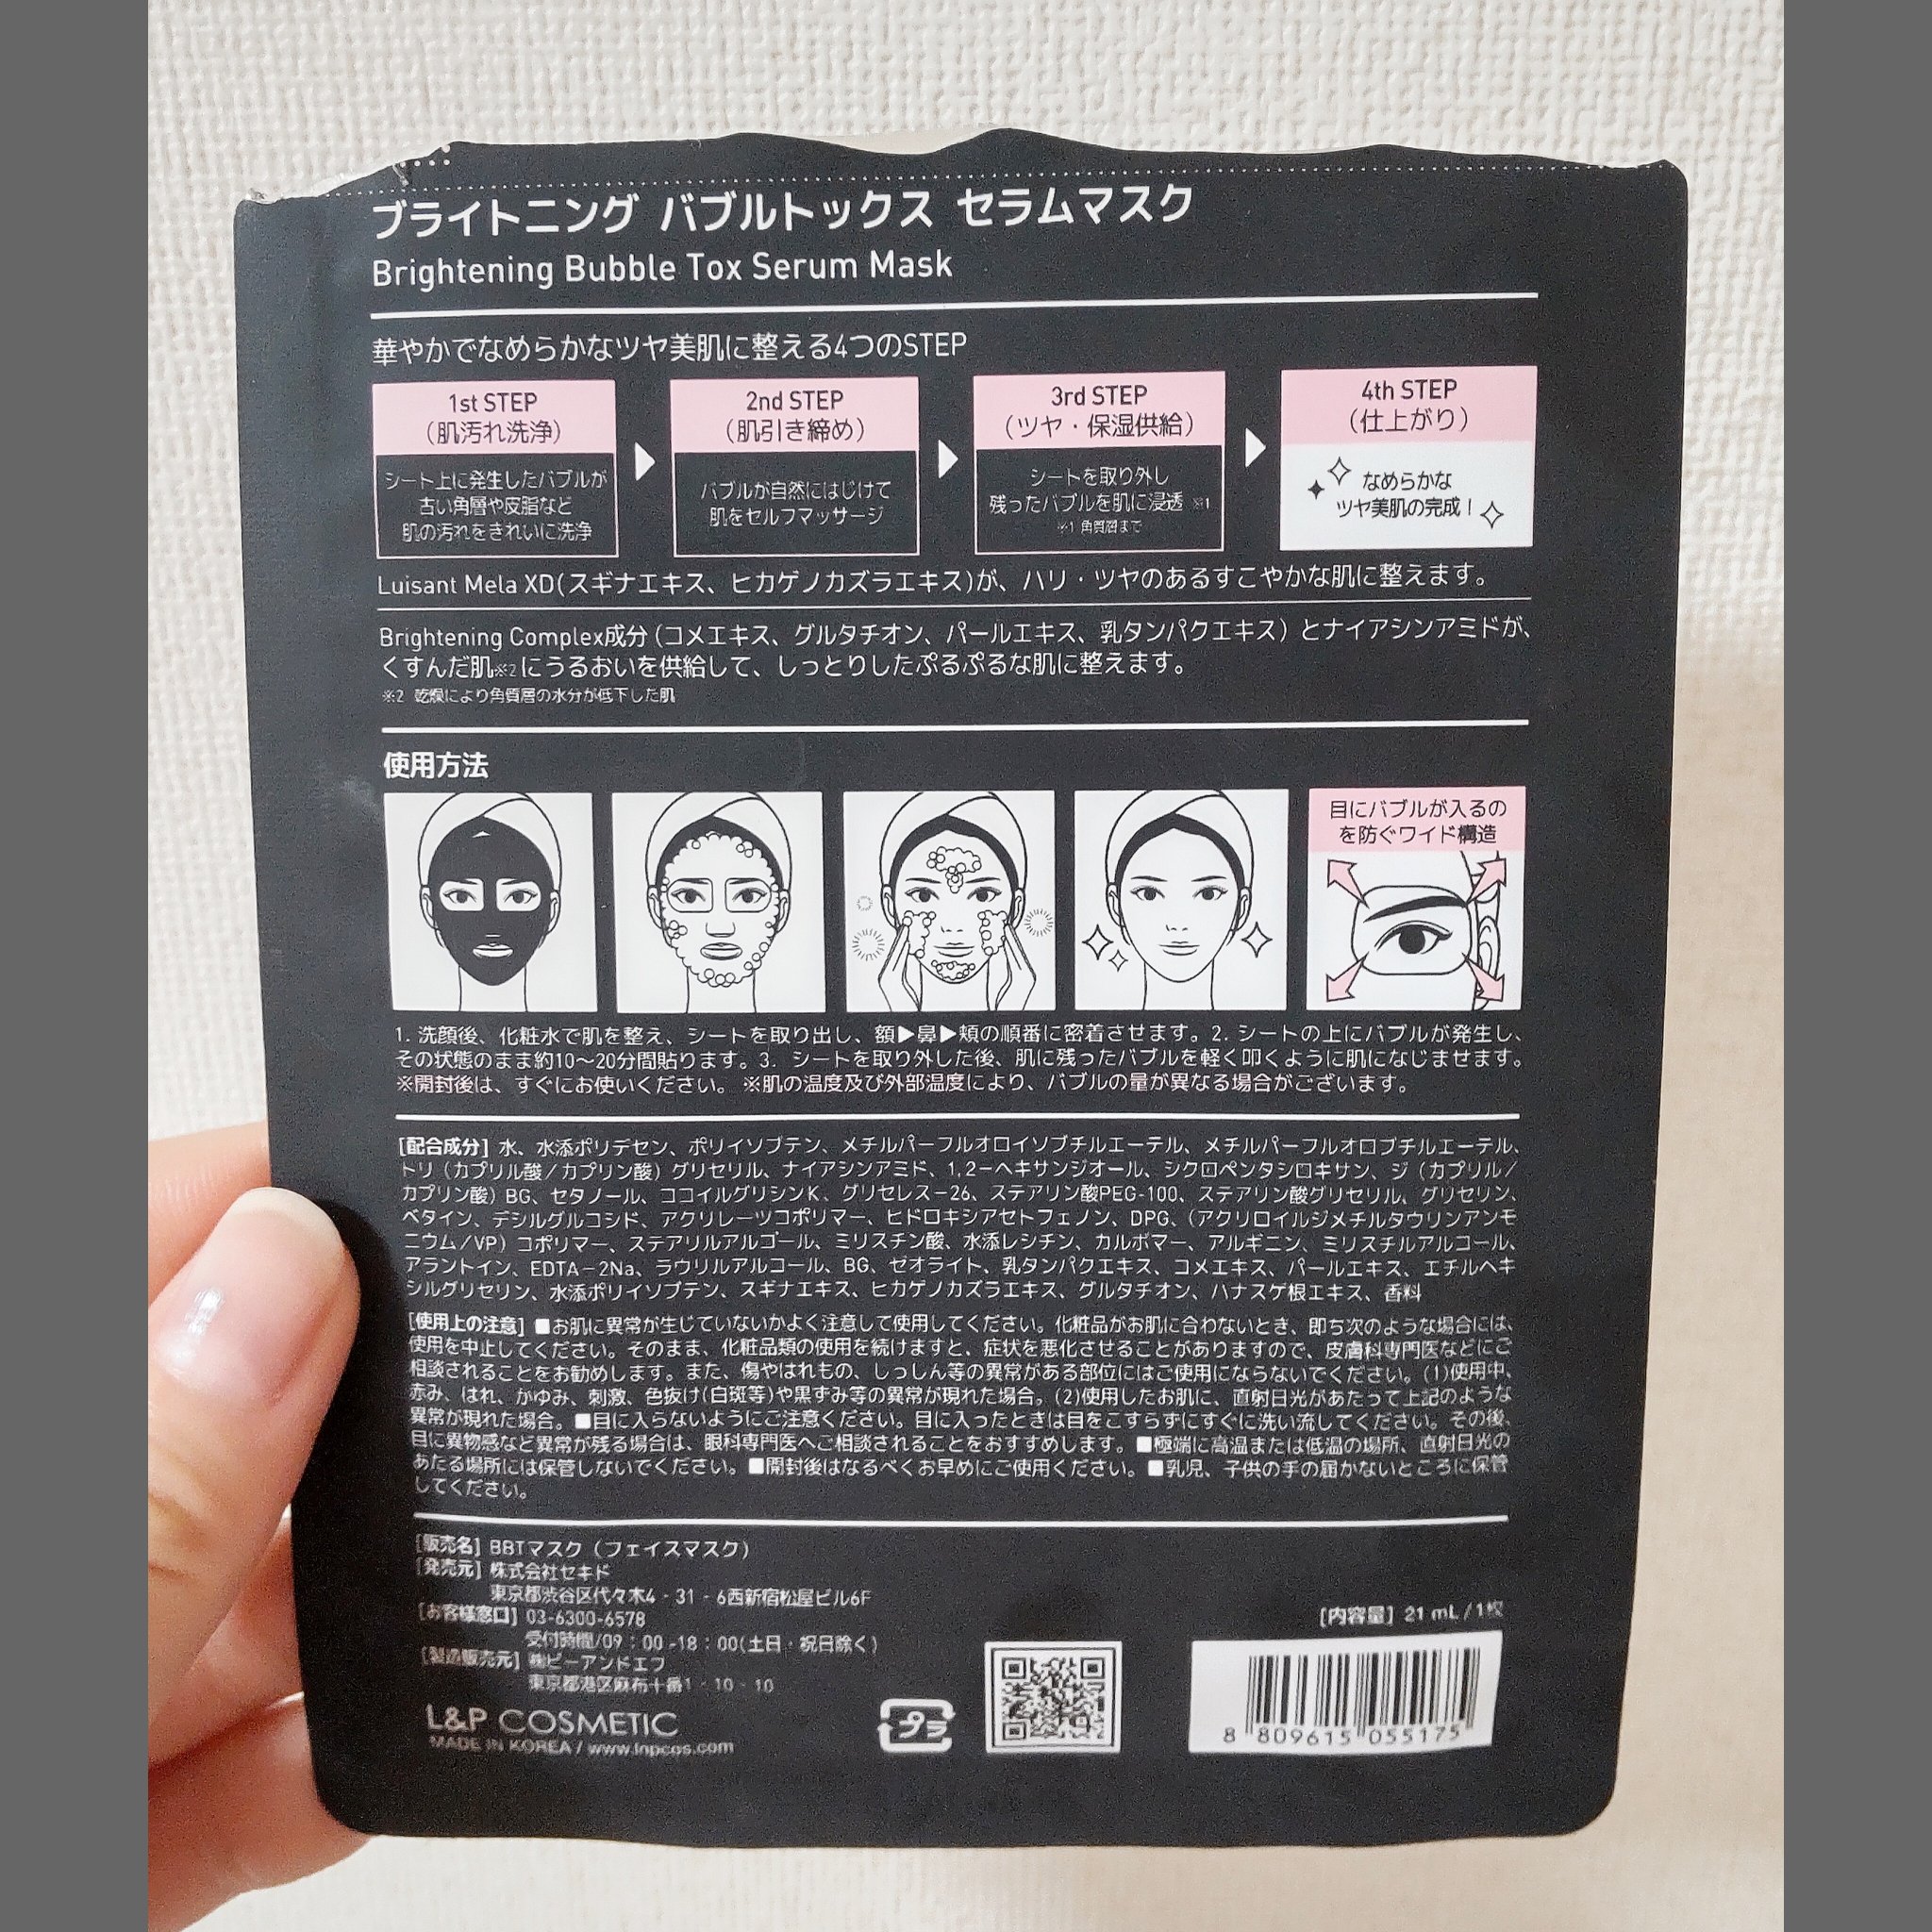 ブライトニング バブルトックス セラムマスク
Brightening Bubble Tox Serum Mask
華やかでなめらかなツヤ美肌に整える4つのSTEP
1st STEP
(肌汚れ洗浄)
シート上に発生したバブルが
古い角層や皮脂など
肌の汚れをきれいに洗浄
2nd STEP
(肌引き締め)
バブルが自然にはじけて
肌をセルフマッサージ
3rd STEP
(ツヤ・保湿供給)
シートを取り外し
残ったバブルを肌に浸透 ※1
※1 角質層まで
4th STEP
(仕上がり)
なめらかな
ツヤ美肌の完成！
Luisant Mela XD(スギナエキス、ヒカゲノカズラエキス)が、ハリ・ツヤのあるすこやかな肌に整えます。
Brightening Complex成分（コメエキス、グルタチオン、パールエキス、乳タンパクエキス）とナイアシンアミドが、
くすんだ肌※2にうるおいを供給して、しっとりしたぷるぷるな肌に整えます。
※2 乾燥により角質層の水分が低下した肌
使用方法
目にバブルが入るの
を防ぐワイド構造
1. 洗顔後、化粧水で肌を整え、シートを取り出し、額▶鼻▶頬の順番に密着させます。2. シートの上にバブルが発生し、
その状態のまま約10～20分間貼ります。3. シートを取り外した後、肌に残ったバブルを軽く叩くように肌になじませます。
※開封後は、すぐにお使いください。 ※肌の温度及び外部温度により、バブルの量が異なる場合がございます。
[配合成分] 水、水添ポリデセン、ポリイソブテン、メチルパーフルオロイソブチルエーテル、メチルパーフルオロブチルエーテル、
トリ（カプリル酸／カプリン酸）グリセリル、ナイアシンアミド、1,2－ヘキサンジオール、シクロペンタシロキサン、ジ（カプリル／
カプリン酸）BG、セタノール、ココイルグリシンK、グリセレス－26、ステアリン酸PEG-100、ステアリン酸グリセリル、グリセリン、
ベタイン、デシルグルコシド、アクリレーツコポリマー、ヒドロキシアセトフェノン、DPG、（アクリロイルジメチルタウリンアンモ
ニウム／VP）コポリマー、ステアリルアルコール、ミリスチン酸、水添レシチン、カルボマー、アルギニン、ミリスチルアルコール、
アラントイン、EDTA－2Na、ラウリルアルコール、BG、ゼオライト、乳タンパクエキス、コメエキス、パールエキス、エチルヘキ
シルグリセリン、水添ポリイソブテン、スギナエキス、ヒカゲノカズラエキス、グルタチオン、ハナスゲ根エキス、香料
[使用上の注意] ■お肌に異常が生じていないかよく注意して使用してください。化粧品がお肌に合わないとき、即ち次のような場合には、
使用を中止してください。そのまま、化粧品類の使用を続けますと、症状を悪化させることがありますので、皮膚科専門医などにご
相談されることをお勧めします。また、傷やはれもの、しっしん等の異常がある部位にはご使用にならないでください。(1)使用中、
赤み、はれ、かゆみ、刺激、色抜け(白斑等)や黒ずみ等の異常が現れた場合。(2)使用したお肌に、直射日光があたって上記のような
異常が現れた場合。■目に入らないようにご注意ください。目に入ったときは目をこすらずにすぐに洗い流してください。その後、
目に異物感など異常が残る場合は、眼科専門医へご相談されることをおすすめします。■極端に高温または低温の場所、直射日光の
あたる場所には保管しないでください。■開封後はなるべくお早めにご使用ください。■乳児、子供の手の届かないところに保管
してください。
[販売名] BBTマスク（フェイスマスク）
[発売元] 株式会社セキド
東京都渋谷区代々木4 - 31 - 6西新宿松屋ビル6F
[お客様窓口] 03-6300-6578
受付時間/09：00 -18：00(土日・祝日除く)
[製造販売元] ㈱ピーアンドエフ
東京都港区麻布十番1 - 10 - 10
L&P COSMETIC
MADE IN KOREA / www.lnpcos.com
プラ
[内容量] 21 mL / 1枚
8 809615 055175